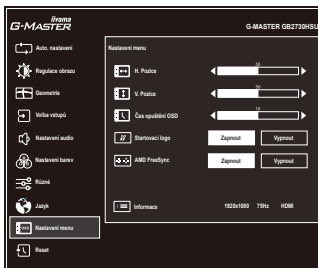 iiyama
G-MASTER
G-MASTER GB2730HSU
Auto. nastavení
Regulace obrazu
Geometrie
Volba vstupů
Nastavení audio
Nastavení barev
Různé
Jazyk
Nastavení menu
Reset
Nastavení menu
H. Pozice
50
V. Pozice
50
Čas opuštění OSD
10
Startovací logo
Zapnout
Vypnout
AMD FreeSync
Zapnout
Vypnout
Informace
1920x1080 75Hz HDMI